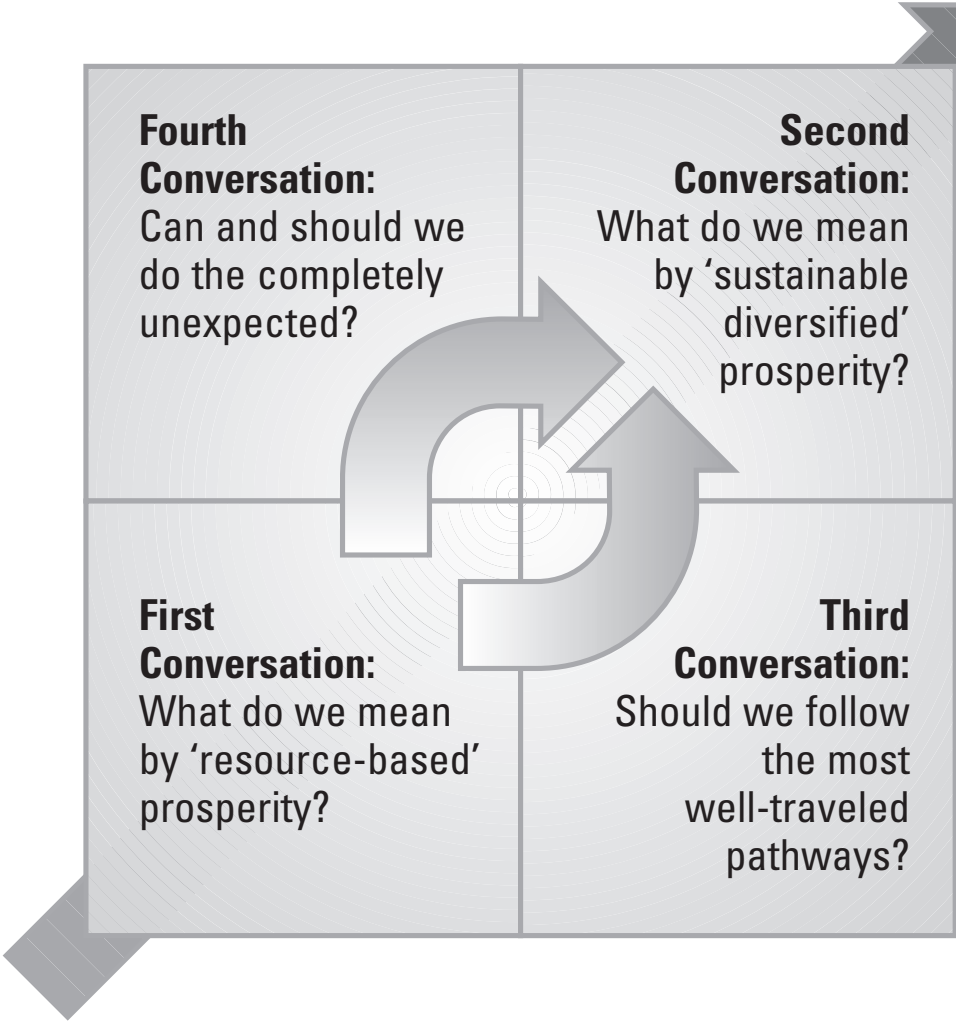 Fourth
Conversation:
Can and should we
do the completely
unexpected?
Second
Conversation:
What do we mean
by ‘sustainable
diversified’
prosperity?
First
Conversation:
What do we mean
by ‘resource-based’
prosperity?
Third
Conversation:
Should we follow
the most
well-traveled
pathways?